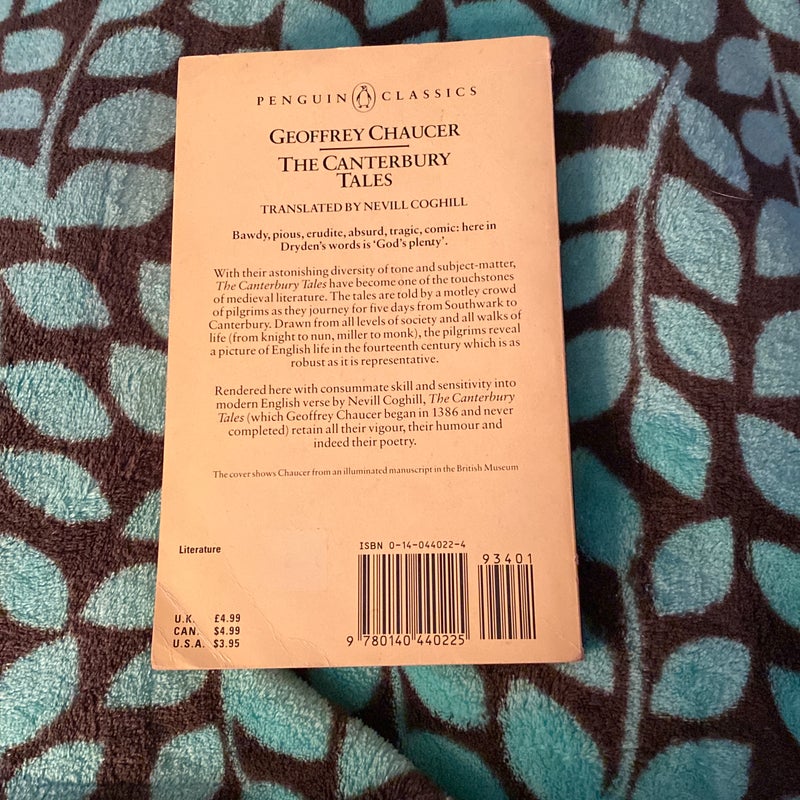 PENGUIN CLASSICS
GEOFFREY CHAUCER
THE CANTERBURY
TALES
TRANSLATED BY NEVILL COGHILL
Bawdy, pious, erudite, absurd, tragic, comic: here in
Dryden's words is 'God's plenty'.
With their astonishing diversity of tone and subject-matter,
The Canterbury Tales have become one of the touchstones
of medieval literature. The tales are told by a motley crowd
of pilgrims as they journey for five days from Southwark to
Canterbury. Drawn from all levels of society and all walks of
life (from knight to nun, miller to monk), the pilgrims reveal
a picture of English life in the fourteenth century which is as
robust as it is representative.
Rendered here with consummate skill and sensitivity into
modern English verse by Nevill Coghill, The Canterbury
Tales (which Geoffrey Chaucer began in 1386 and never
completed) retain all their vigour, their humour and
indeed their poetry.
The cover shows Chaucer from an illuminated manuscript in the British Museum
Literature
U.K. £4.99
CAN. $4.99
U.S.A. $3.95
ISBN 0-14-044022-4
93401
9 780140 440225